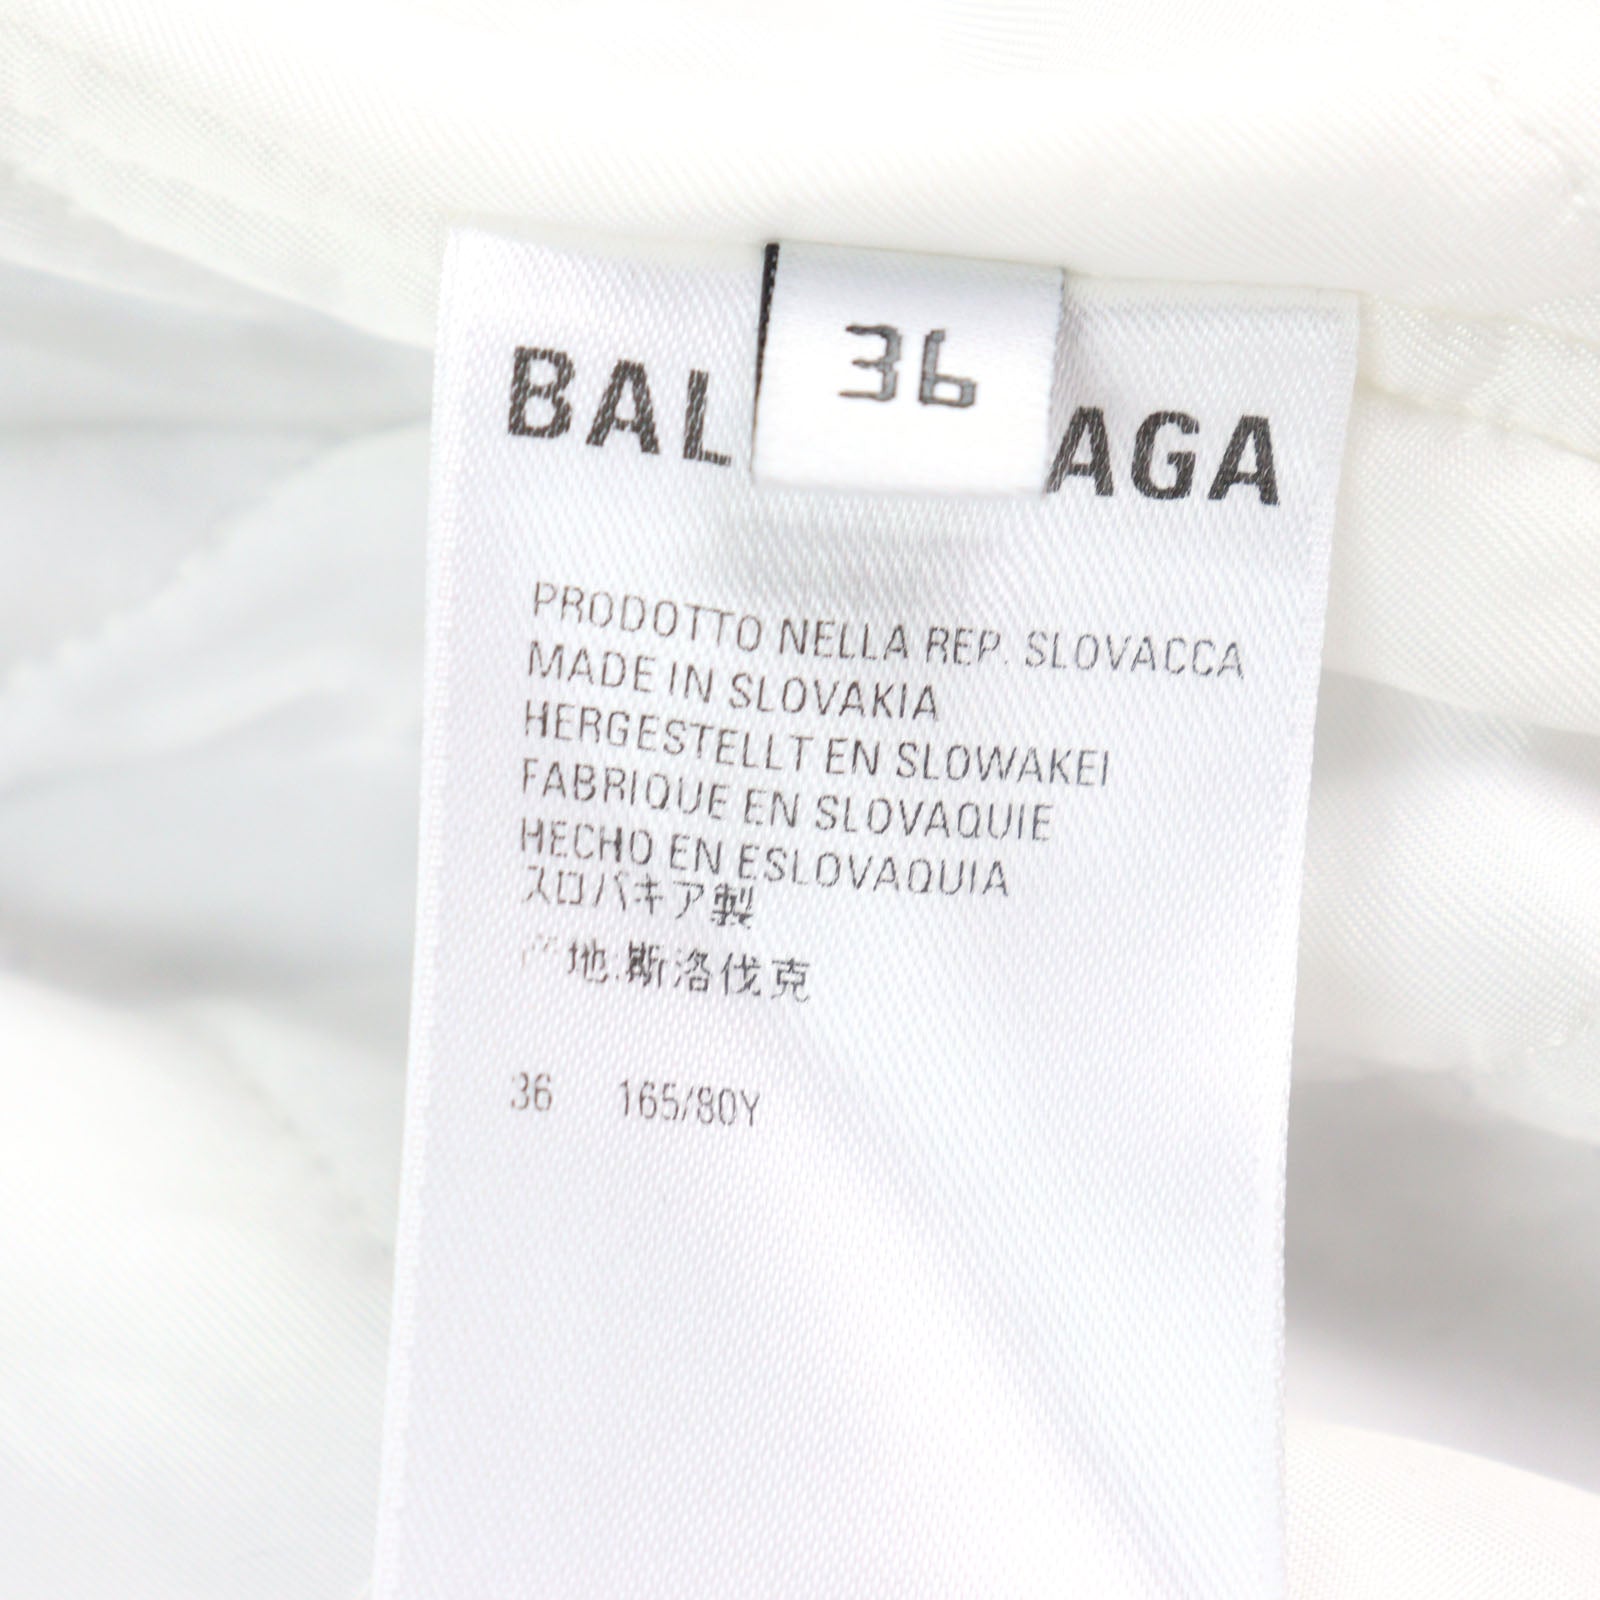 36
BAL AGA
PRODOTTO NELLA REP. SLOVACCA
MADE IN SLOVAKIA
HERGESTELLT EN SLOWAKEI
FABRIQUE EN SLOVAQUIE
HECHO EN ESLOVAQUIA
スロバキア製
地:斯洛伐克
36 165/80Y